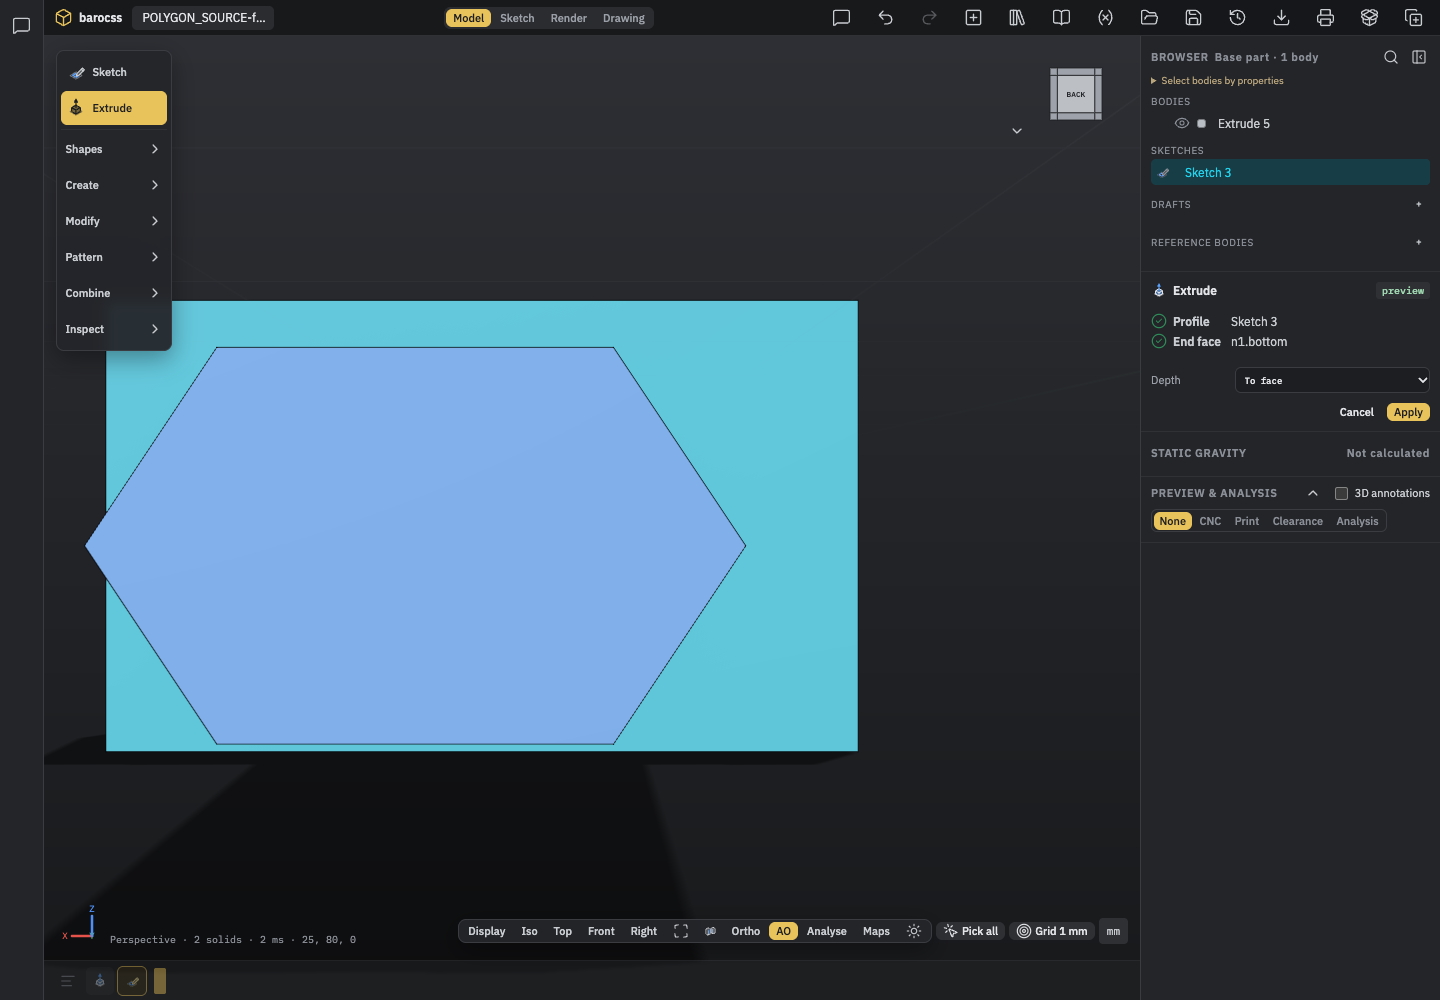 barocss
POLYGON_SOURCE-f...
Model Sketch Render Drawing
Sketch
Extrude
Shapes
Create
Modify
Pattern
Combine
Inspect
BACK
BROWSER Base part · 1 body
Select bodies by properties
BODIES
Extrude 5
SKETCHES
Sketch 3
DRAFTS +
REFERENCE BODIES +
Extrude preview
Profile Sketch 3
End face n1.bottom
Depth To face
Cancel Apply
STATIC GRAVITY Not calculated
PREVIEW & ANALYSIS 3D annotations
None CNC Print Clearance Analysis
Z
X
Perspective · 2 solids · 2 ms · 25, 80, 0
Display Iso Top Front Right Ortho AO Analyse Maps Pick all Grid 1 mm mm